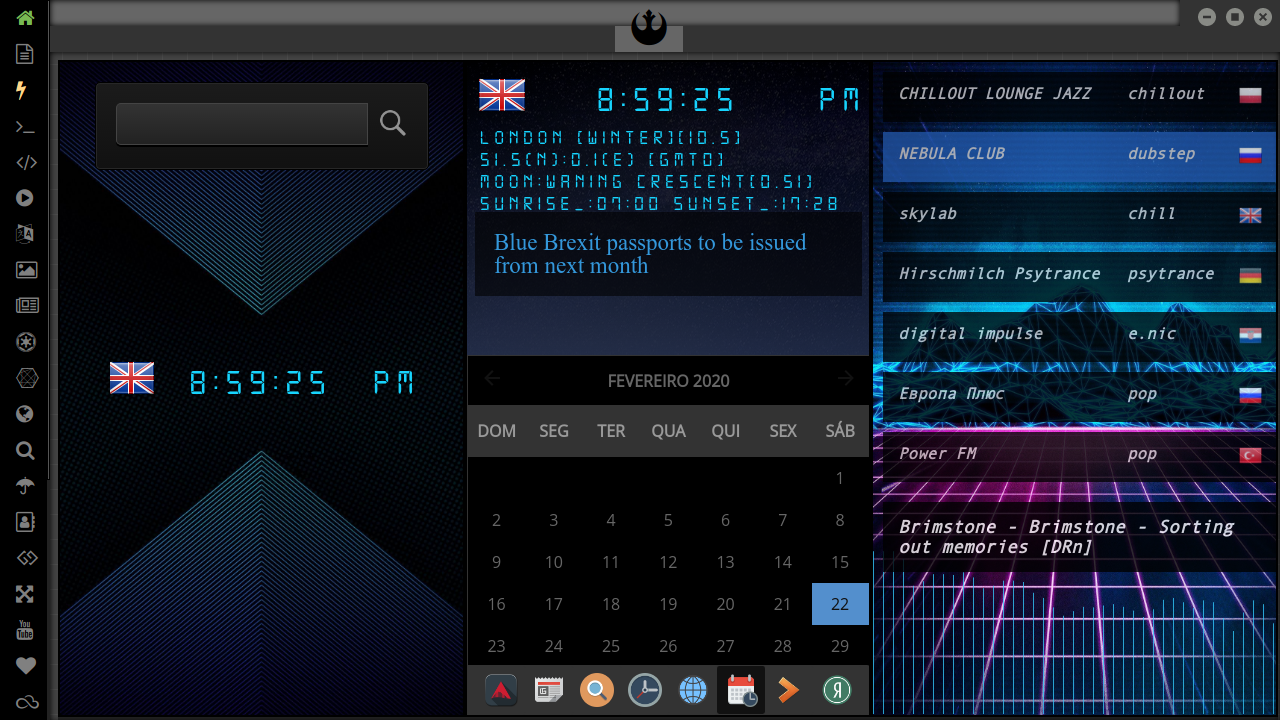 8:59:25 PM
8:59:25 PM
LONDON [WINTER][10.5]
51.5(N):0.1(E) [GMT0]
MOON:WANING CRESCENT[0.51]
SUNRISE_:07:00 SUNSET_:17:28
Blue Brexit passports to be issued
from next month
FEVEREIRO 2020
DOM SEG TER QUA QUI SEX SÁB
1
2 3 4 5 6 7 8
9 10 11 12 13 14 15
16 17 18 19 20 21 22
23 24 25 26 27 28 29
CHILLOUT LOUNGE JAZZ chillout
NEBULA CLUB dubstep
skylab chill
Hirschmilch Psytrance psytrance
digital impulse e.nic
Европа Плюс pop
Power FM pop
Brimstone - Brimstone - Sorting
out memories [DRn]
You
Tube
Я